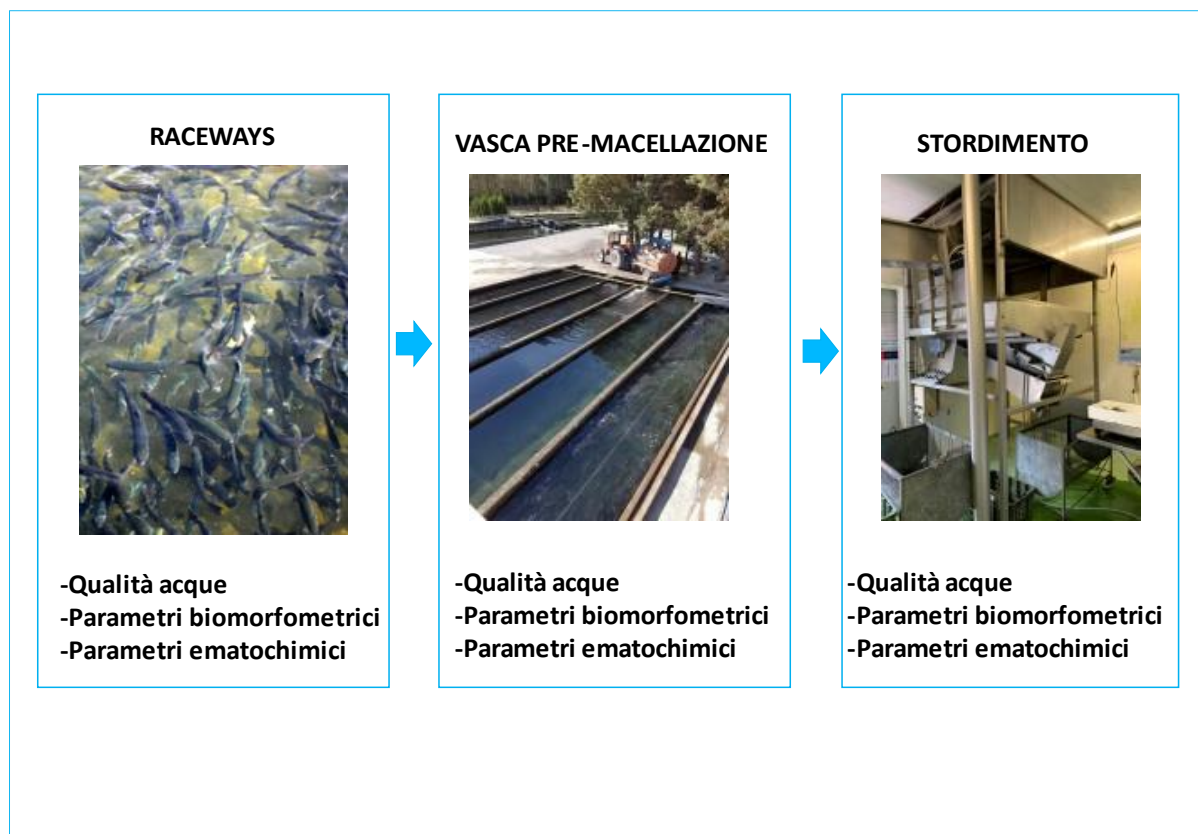 RACEWAYS
-Qualità acque
-Parametri biomorfometrici
-Parametri ematochimici
VASCA PRE-MACELLAZIONE
-Qualità acque
-Parametri biomorfometrici
-Parametri ematochimici
STORDIMENTO
-Qualità acque
-Parametri biomorfometrici
-Parametri ematochimici